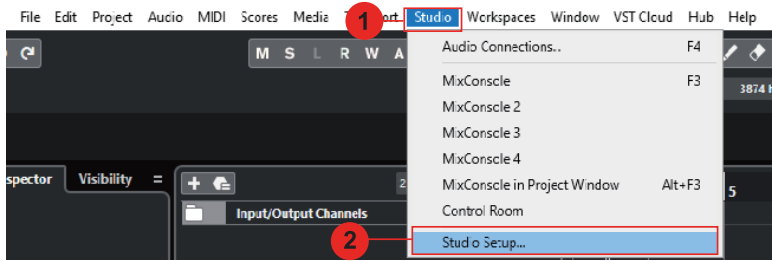 File Edit Project Audio MIDI Scores Media 1 ort Studio Workspaces Window VST Cloud Hub Help
M S L R W A
Audio Connections.. F4
MixConsole F3
3874 H
MixConsole 2
MixConsole 3
MixConsole 4
spector Visibility
2 MixConsole in Project Window Alt+F3 5
Input/Output Channels Control Room
2 Studio Setup...